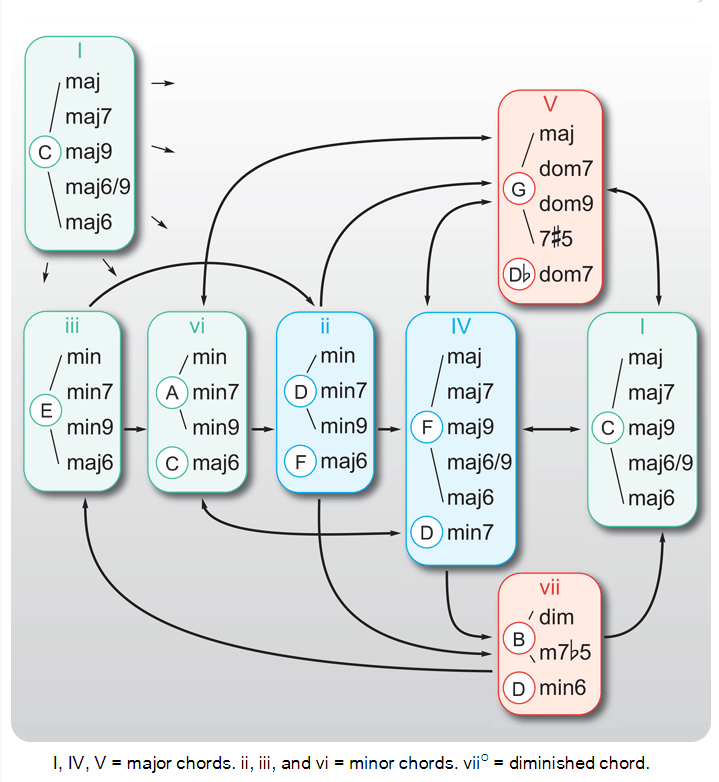 I
maj
maj7
C maj9
maj6/9
maj6
V
maj
dom7
G
dom9
7♯5
D♭ dom7
iii
min
min7
E
min9
maj6
vi
min
A min7
min9
C maj6
ii
min
D min7
min9
F maj6
IV
maj
maj7
F maj9
maj6/9
maj6
D min7
I
maj
maj7
C maj9
maj6/9
maj6
vii
dim
B
m7♭5
D min6
I, IV, V = major chords. ii, iii, and vi = minor chords. vii° = diminished chord.